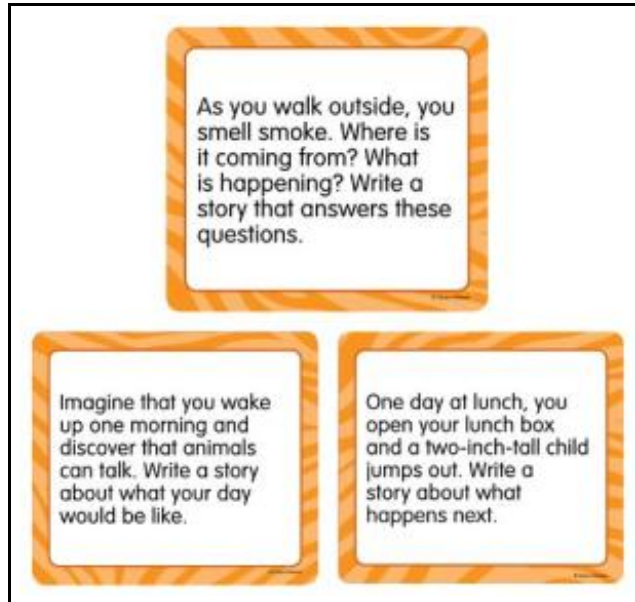 As you walk outside, you
smell smoke. Where is
it coming from? What
is happening? Write a
story that answers these
questions.
Imagine that you wake
up one morning and
discover that animals
can talk. Write a story
about what your day
would be like.
One day at lunch, you
open your lunch box
and a two-inch-tall child
jumps out. Write a
story about what
happens next.